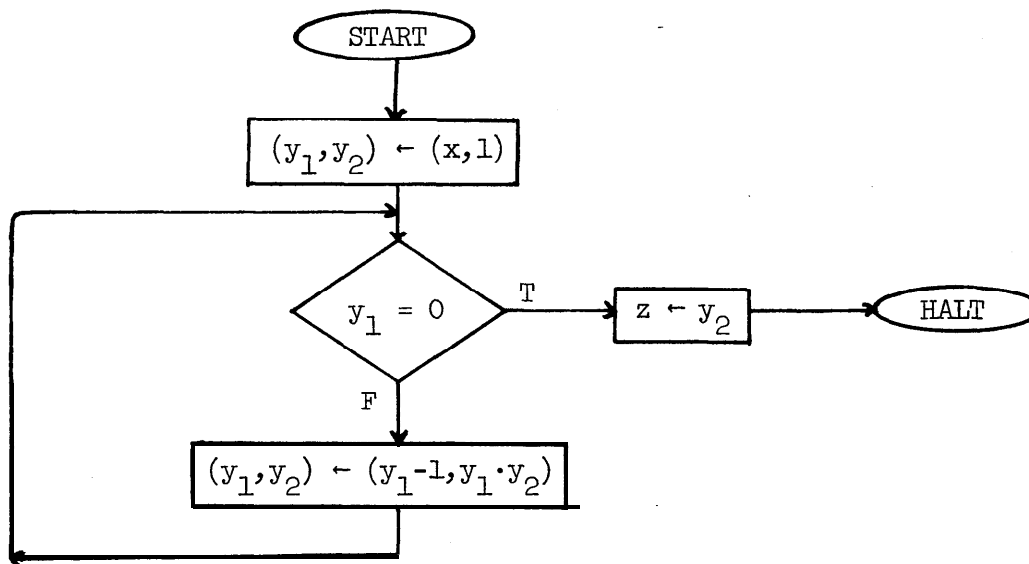 START
(y₁,y₂) ← (x,1)
y₁ = 0
T
z ← y₂
HALT
F
(y₁,y₂) ← (y₁-1,y₁·y₂)